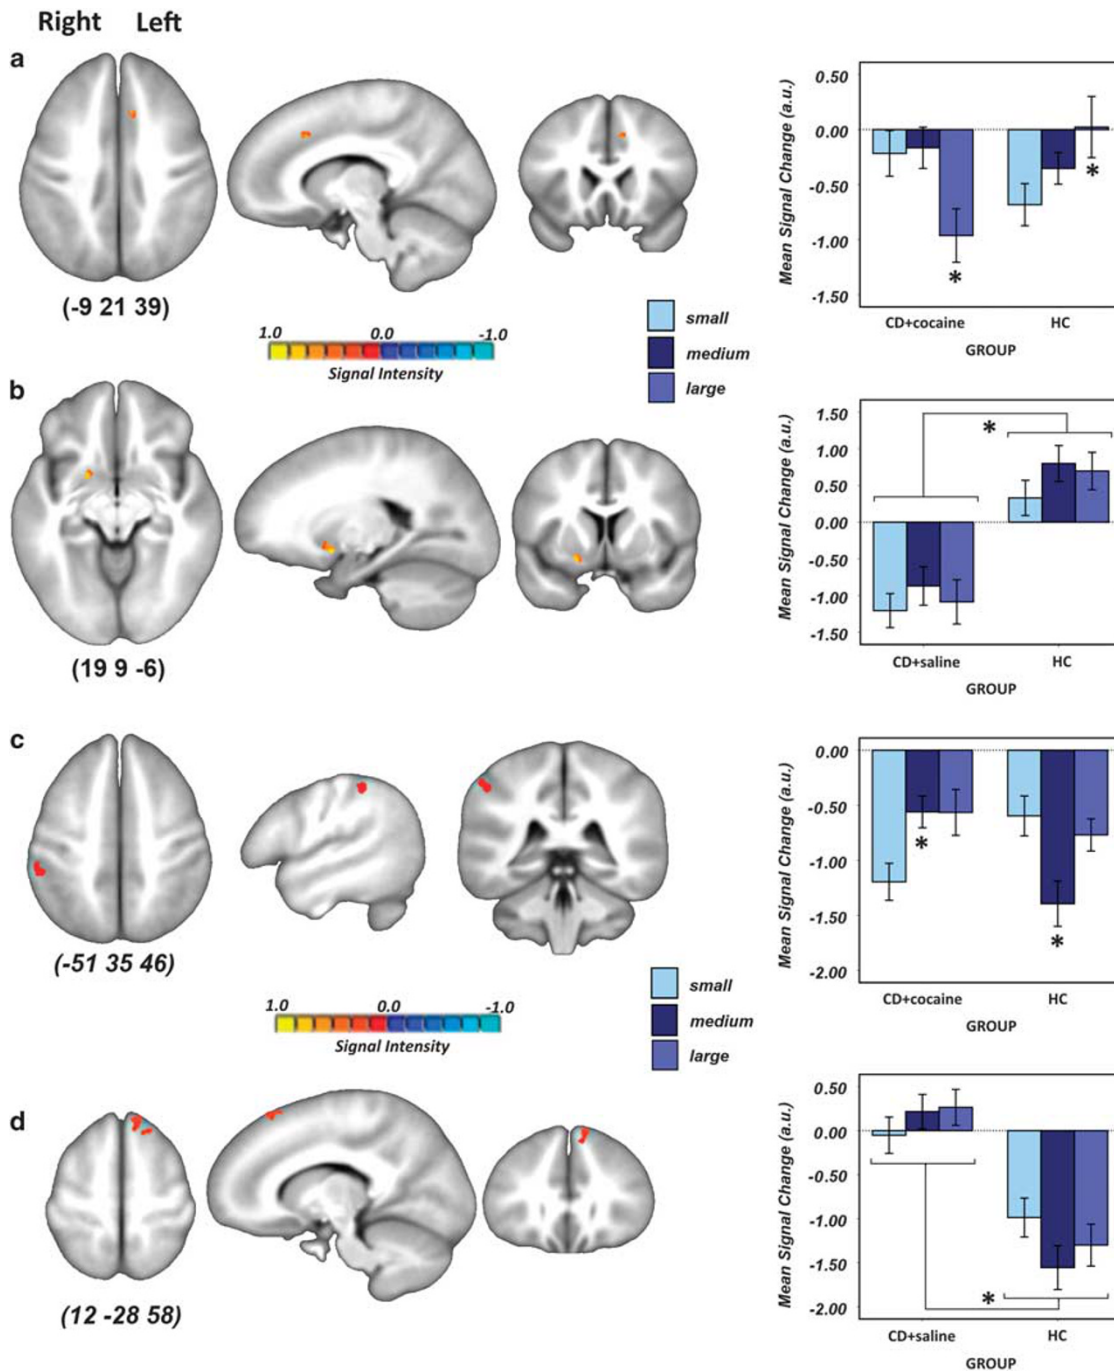 Right Left
a
(-9 21 39)
1.0 0.0 -1.0
Signal Intensity
Mean Signal Change (a.u.)
0.50
0.00
-0.50
-1.00
-1.50
*
*
CD+cocaine HC
GROUP
small
medium
large
b
(19 9 -6)
Mean Signal Change (a.u.)
1.50
1.00
0.50
0.00
-0.50
-1.00
-1.50
*
CD+saline HC
GROUP
c
(-51 35 46)
1.0 0.0 -1.0
Signal Intensity
Mean Signal Change (a.u.)
0.00
-0.50
-1.00
-1.50
-2.00
*
*
CD+cocaine HC
GROUP
small
medium
large
d
(12 -28 58)
Mean Signal Change (a.u.)
0.50
0.00
-0.50
-1.00
-1.50
-2.00
*
CD+saline HC
GROUP